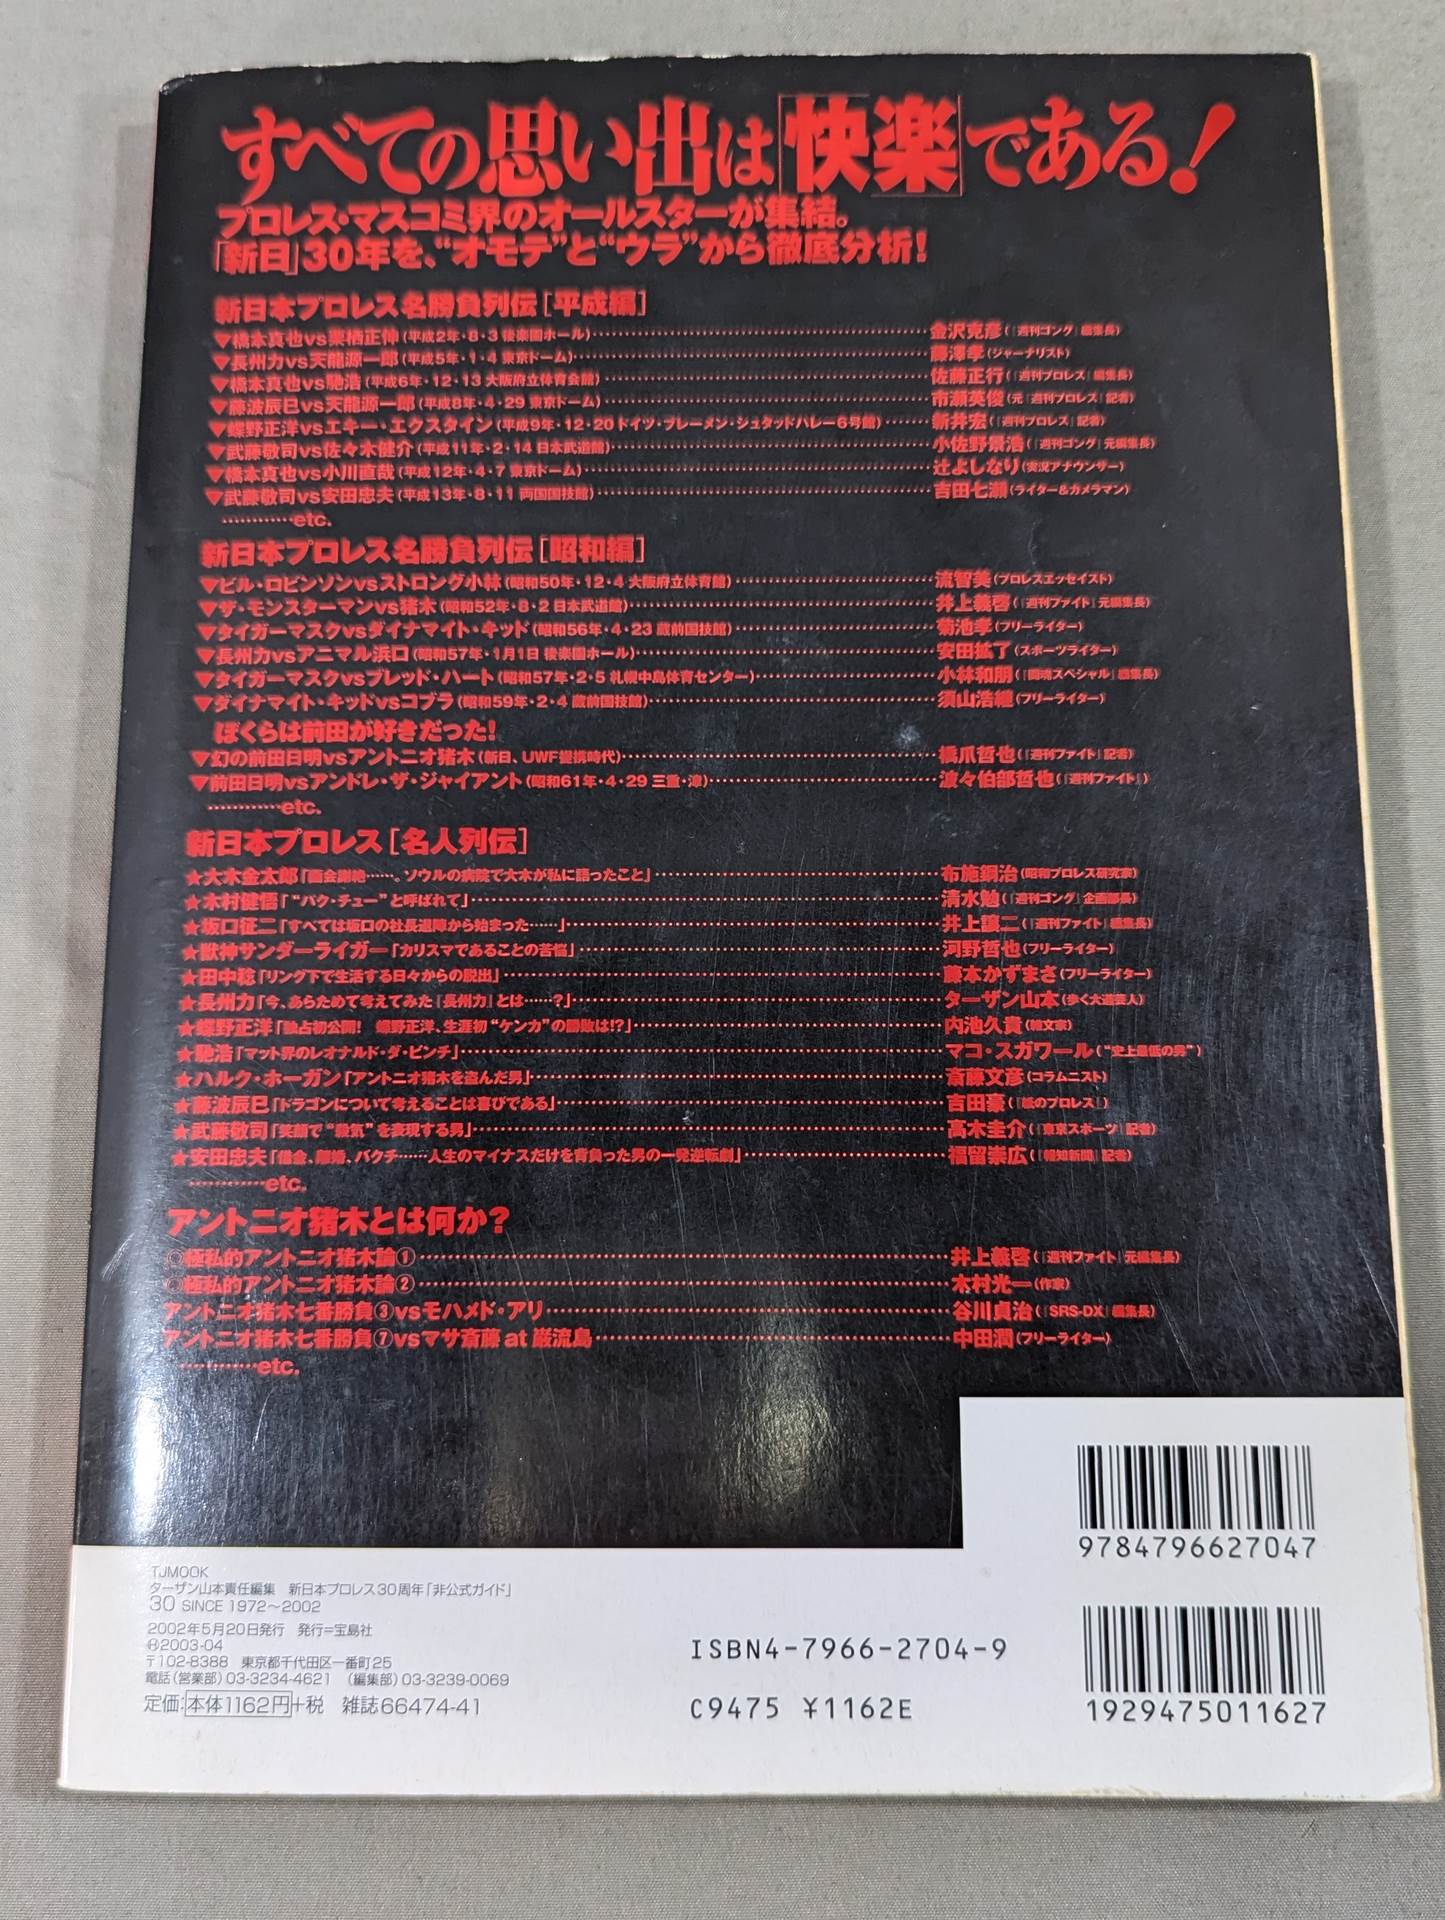 すべての思い出は「快楽」である！
プロレス・マスコミ界のオールスターが集結。
「新日」30年を、“オモテ”と“ウラ”から徹底分析！
新日本プロレス名勝負列伝［平成編］
▼橋本真也vs栗栖正伸（平成2年・8・3 後楽園ホール）…………金沢克彦（『週刊ゴング』編集長）
▼長州力vs天龍源一郎（平成5年・1・4 東京ドーム）…………藤澤孝（ジャーナリスト）
▼橋本真也vs馳浩（平成6年・12・13 大阪府立体育会館）…………佐藤正行（『週刊プロレス』編集長）
▼藤波辰巳vs天龍源一郎（平成8年・4・29 東京ドーム）…………市瀬英俊（元『週刊プロレス』記者）
▼蝶野正洋vsエキー・エクスタイン（平成9年・12・20 ドイツ・ブレーメン・シュタッドハレー6号館）……新井宏（『週刊プロレス』記者）
▼武藤敬司vs佐々木健介（平成11年・2・14 日本武道館）…………小佐野景浩（『週刊ゴング』元編集長）
▼橋本真也vs小川直哉（平成12年・4・7 東京ドーム）…………辻よしなり（実況アナウンサー）
▼武藤敬司vs安田忠夫（平成13年・8・11 両国国技館）…………吉田七瀬（ライター&カメラマン）
…………etc.
新日本プロレス名勝負列伝［昭和編］
▼ビル・ロビンソンvsストロング小林（昭和50年・12・4 大阪府立体育館）…………流智美（プロレスエッセイスト）
▼ザ・モンスターマンvs猪木（昭和52年・8・2 日本武道館）…………井上義啓（『週刊ファイト』元編集長）
▼タイガーマスクvsダイナマイト・キッド（昭和56年・4・23 蔵前国技館）…………菊池孝（フリーライター）
▼長州力vsアニマル浜口（昭和57年・1月1日 後楽園ホール）…………安田拡了（スポーツライター）
▼タイガーマスクvsブレッド・ハート（昭和57年・2・5 札幌中島体育センター）…………小林和朋（『闘魂スペシャル』編集長）
▼ダイナマイト・キッドvsコブラ（昭和59年・2・4 蔵前国技館）…………須山浩継（フリーライター）
ぼくらは前田が好きだった！
▼幻の前田日明vsアントニオ猪木（新日、UWF提携時代）…………橋爪哲也（『週刊ファイト』記者）
▼前田日明vsアンドレ・ザ・ジャイアント（昭和61年・4・29 三重・津）…………波々伯部哲也（『週刊ファイト』）
…………etc.
新日本プロレス［名人列伝］
★大木金太郎「面会謝絶……。ソウルの病院で大木が私に語ったこと」…………布施鋼治（昭和プロレス研究家）
★木村健悟「“パク・チュー”と呼ばれて」…………清水勉（『週刊ゴング』企画部長）
★坂口征二「すべては坂口の社長退陣から始まった……」…………井上譲二（『週刊ファイト』編集長）
★獣神サンダーライガー「カリスマであることの苦悩」…………河野哲也（フリーライター）
★田中稔「リング下で生活する日々からの脱出」…………藤本かずまさ（フリーライター）
★長州力「今、あらためて考えてみた『長州力』とは……？」…………ターザン山本（歩く大道芸人）
★蝶野正洋「独占初公開！ 蝶野正洋、生涯初“ケンカ”の勝敗は!?」…………内池久貴（雑文家）
★馳浩「マット界のレオナルド・ダ・ビンチ」…………マコ・スガワール（“史上最低の男”）
★ハルク・ホーガン「アントニオ猪木を盗んだ男」…………斎藤文彦（コラムニスト）
★藤波辰巳「ドラゴンについて考えることは喜びである」…………吉田豪（『紙のプロレス』）
★武藤敬司「笑顔で“殺気”を表現する男」…………高木圭介（『東京スポーツ』記者）
★安田忠夫「借金、離婚、バクチ……人生のマイナスだけを背負った男の一発逆転劇」…………福留崇広（『報知新聞』記者）
…………etc.
アントニオ猪木とは何か？
◎極私的アントニオ猪木論①…………井上義啓（『週刊ファイト』元編集長）
◎極私的アントニオ猪木論②…………木村光一（作家）
アントニオ猪木七番勝負③vsモハメド・アリ…………谷川貞治（『SRS-DX』編集長）
アントニオ猪木七番勝負⑦vsマサ斎藤 at 巌流島…………中田潤（フリーライター）
…………etc.
9784796627047
TJMOOK
ターザン山本責任編集 新日本プロレス30周年「非公式ガイド」
30 SINCE 1972〜2002
2002年5月20日発行 発行＝宝島社
Ⓗ2003-04
〒102-8388 東京都千代田区一番町25
電話（営業部）03-3234-4621 （編集部）03-3239-0069
定価：本体1162円+税 雑誌66474-41
ISBN4-7966-2704-9
C9475 ¥1162E
1929475011627